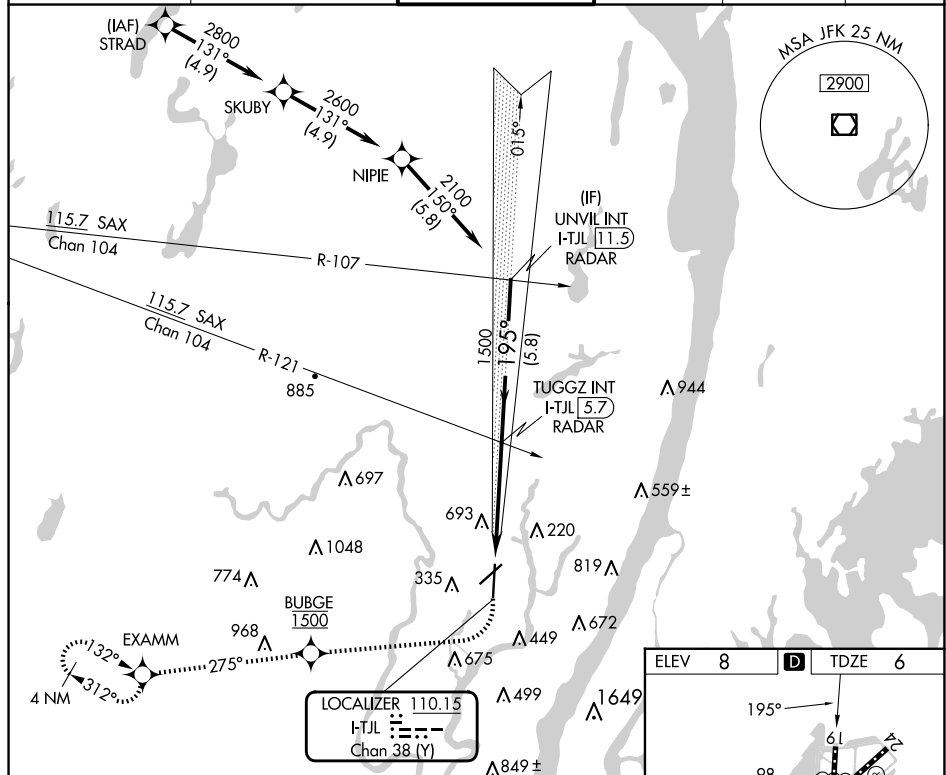 (IAF)
STRAD
2800
131°
(4.9)
SKUBY
2600
131°
(4.9)
NIPIE
2100
150°
(5.8)
MSA JFK 25 NM
2900
015°
(IF)
UNVIL INT
I-TJL 11.5
RADAR
115.7 SAX
Chan 104
R-107
115.7 SAX
Chan 104
R-121
1500
195°
(5.8)
885
TUGGZ INT
I-TJL 5.7
RADAR
944
697
559±
693
220
1048
819
774
335
BUBGE
1500
672
968
449
EXAMM
132°
312°
4 NM
275°
675
499
1649
LOCALIZER 110.15
I-TJL
Chan 38 (Y)
849±
ELEV 8 D TDZE 6
195°
19
24
98